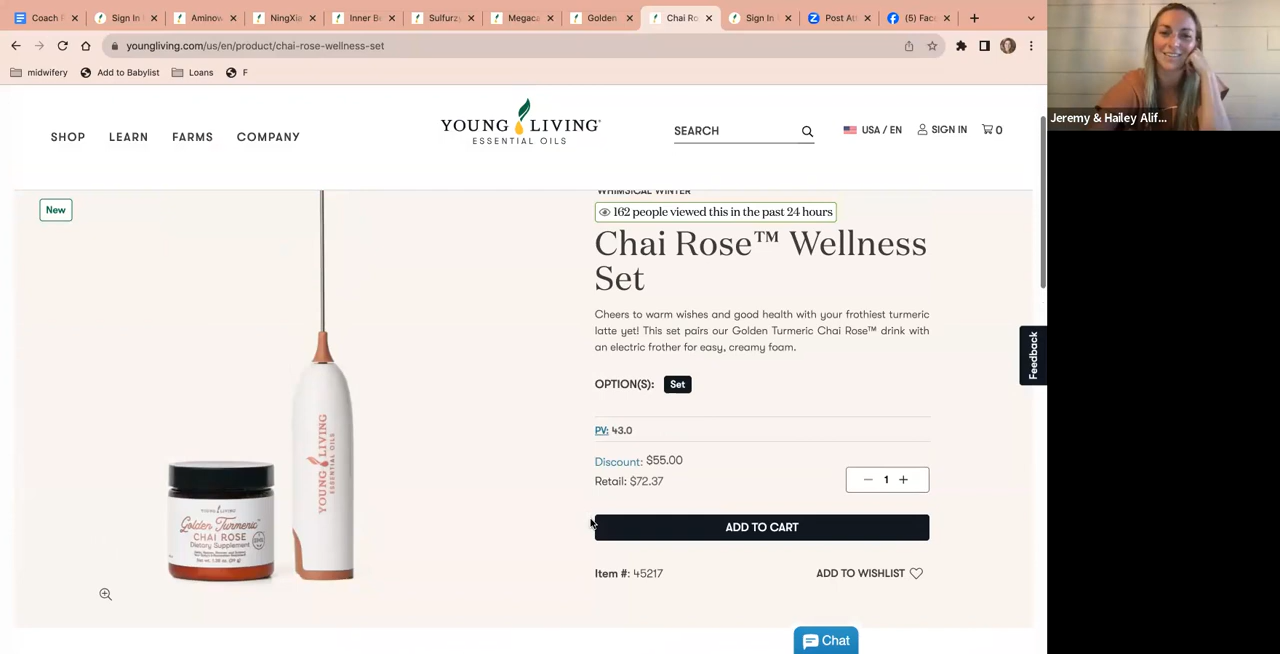 Coach P
Sign In
Aminow
NingXia
Inner B
Sulfurz
Megaca
Golden
Chai Ro
Sign In
Post At
(5) Fac
youngliving.com/us/en/product/chai-rose-wellness-set
midwifery
Add to Babylist
Loans
F
Jeremy & Hailey Alif...
SHOP
LEARN
FARMS
COMPANY
YOUNG LIVING
ESSENTIAL OILS
SEARCH
USA / EN
SIGN IN
0
New
WHIMSICAL WINTER
162 people viewed this in the past 24 hours
Chai Rose™ Wellness
Set
Cheers to warm wishes and good health with your frothiest turmeric
latte yet! This set pairs our Golden Turmeric Chai Rose™ drink with
an electric frother for easy, creamy foam.
OPTION(S): Set
PV: 43.0
Discount: $55.00
Retail: $72.37
1
ADD TO CART
Item #: 45217
ADD TO WISHLIST
Feedback
Chat
YOUNG LIVING
ESSENTIAL OILS
YOUNG LIVING
Golden Turmeric™
CHAI ROSE
Dietary Supplement